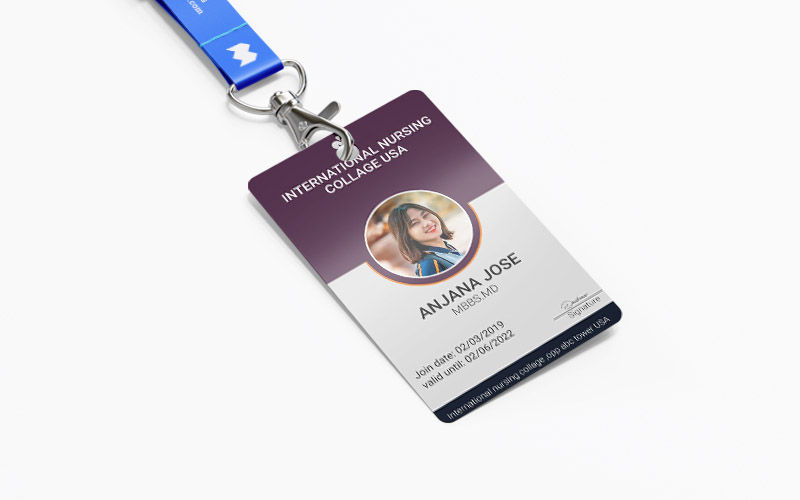 .com
INTERNATIONAL NURSING
COLLAGE USA
ANJANA JOSE
MBBS.MD
Signature
Join date: 02/03/2019
valid until: 02/06/2022
International nursing collage ,opp abc tower USA